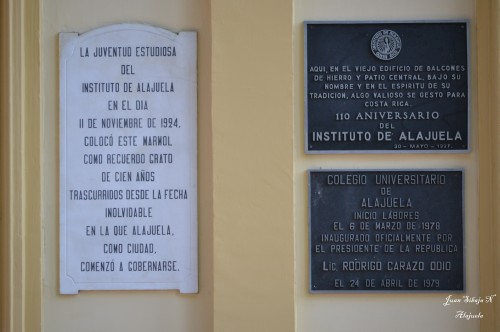 LA JUVENTUD ESTUDIOSA
DEL
INSTITUTO DE ALAJUELA
EN EL DIA
11 DE NOVIEMBRE DE 1924,
COLOCÓ ESTE MARMOL
COMO RECUERDO GRATO
DE CIEN AÑOS
TRASCURRIDOS DESDE LA FECHA
INOLVIDABLE
EN LA QUE ALAJUELA,
COMO CIUDAD,
COMENZÓ A GOBERNARSE.
AQUI, EN EL VIEJO EDIFICIO DE BALCONES
DE HIERRO Y PATIO CENTRAL, BAJO SU
NOMBRE Y EN EL ESPIRITU DE SU
TRADICION, ALGO VALIOSO SE GESTO PARA
COSTA RICA.
110 ANIVERSARIO
DEL
INSTITUTO DE ALAJUELA
30 - MAYO - 1997.
COLEGIO UNIVERSITARIO
DE
ALAJUELA
INICIO LABORES
EL 6 DE MARZO DE 1978
INAUGURADO OFICIALMENTE POR
EL PRESIDENTE DE LA REPUBLICA
LIC. RODRIGO CARAZO ODIO
EL 24 DE ABRIL DE 1979
Juan Sibaja N
Alajuela